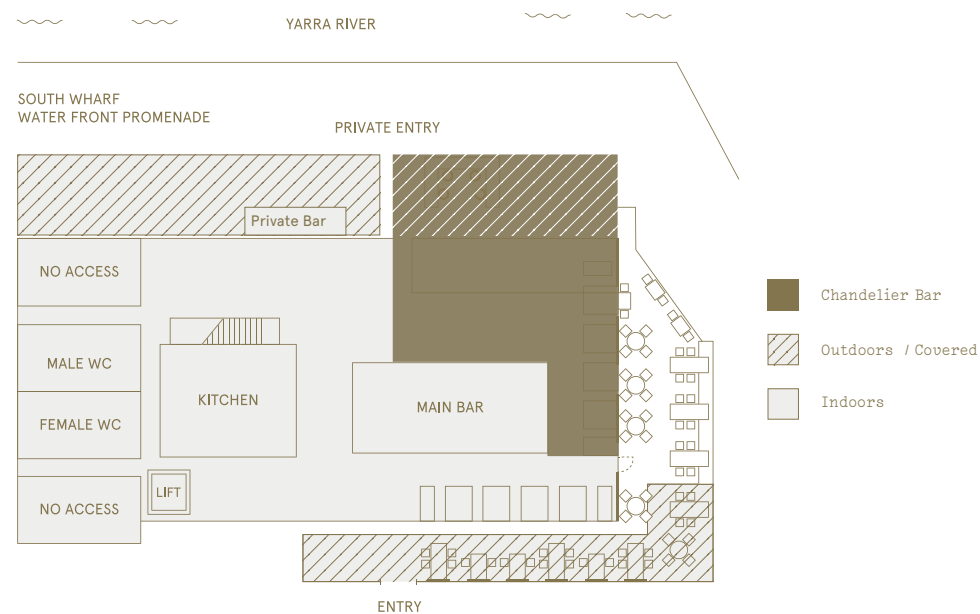 YARRA RIVER
SOUTH WHARF
WATER FRONT PROMENADE
PRIVATE ENTRY
Private Bar
NO ACCESS
MALE WC
FEMALE WC
NO ACCESS
KITCHEN
LIFT
MAIN BAR
ENTRY
Chandelier Bar
Outdoors / Covered
Indoors